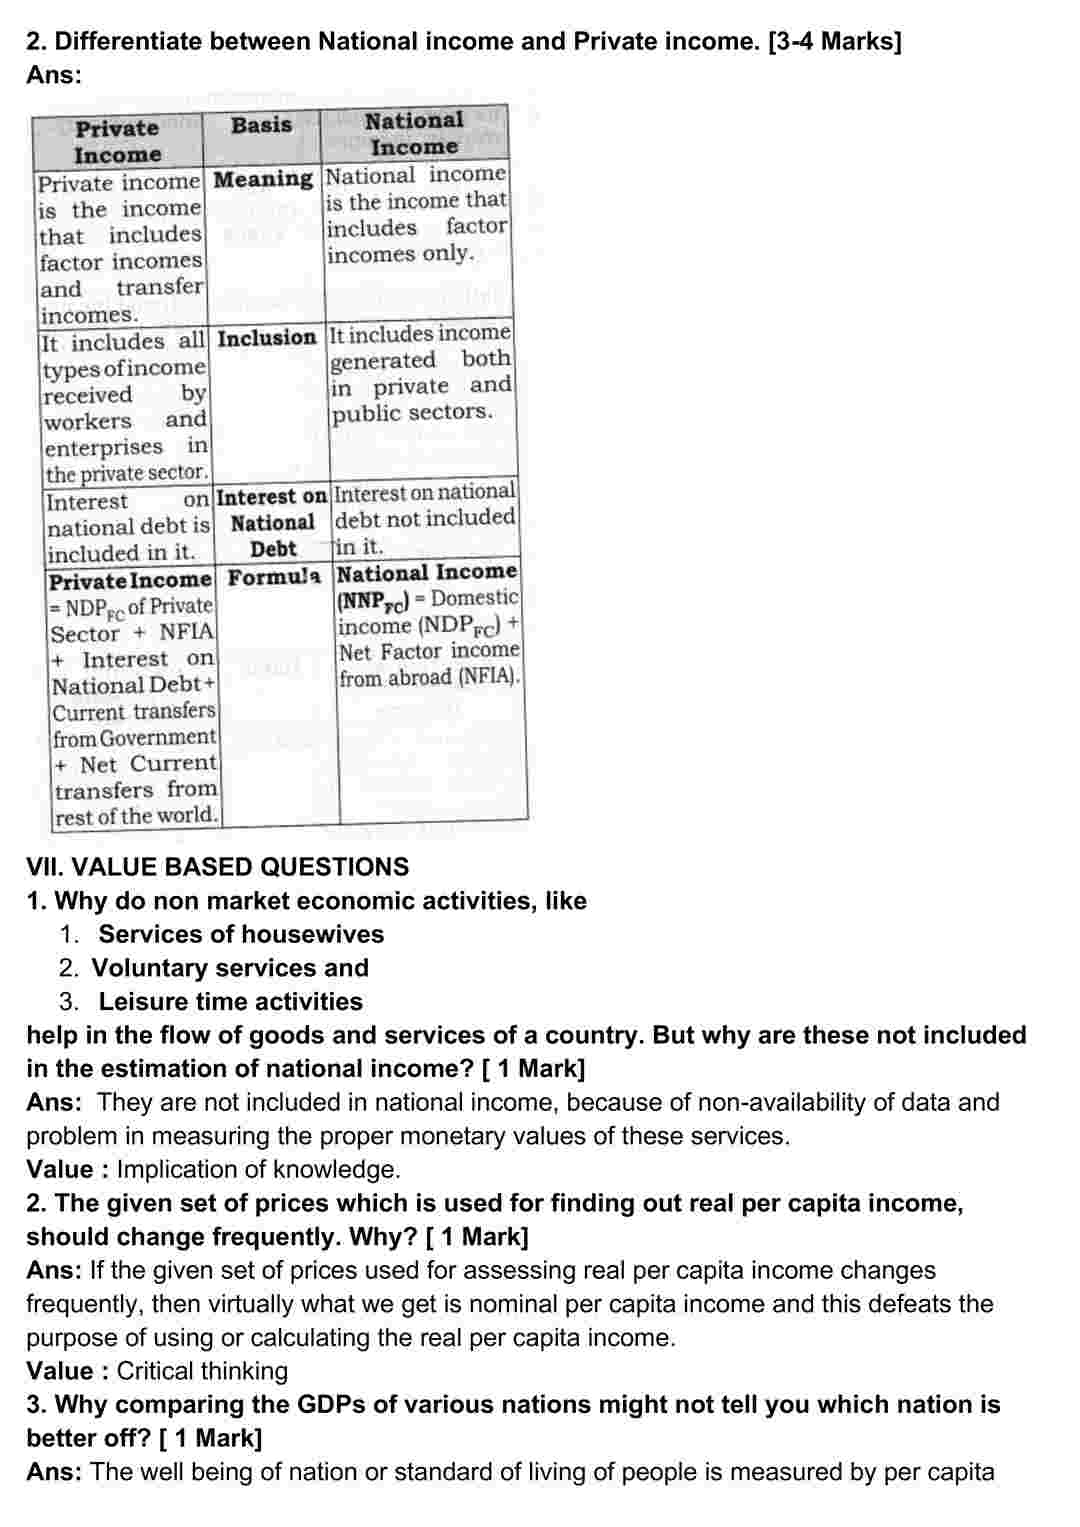 2. Differentiate between National income and Private income. [3-4 Marks]
Ans:
Private Income
Basis
National Income
Private income
is the income
that includes
factor incomes
and transfer
incomes.
Meaning
National income
is the income that
includes factor
incomes only.
It includes all
types of income
received by
workers and
enterprises in
the private sector.
Inclusion
It includes income
generated both
in private and
public sectors.
Interest on
national debt is
included in it.
Interest on
National
Debt
Interest on national
debt not included
in it.
Private Income
= NDPFC of Private
Sector + NFIA
+ Interest on
National Debt +
Current transfers
from Government
+ Net Current
transfers from
rest of the world.
Formula
National Income
(NNPFC) = Domestic
income (NDPFC) +
Net Factor income
from abroad (NFIA).
VII. VALUE BASED QUESTIONS
1. Why do non market economic activities, like
1. Services of housewives
2. Voluntary services and
3. Leisure time activities
help in the flow of goods and services of a country. But why are these not included
in the estimation of national income? [ 1 Mark]
Ans: They are not included in national income, because of non-availability of data and
problem in measuring the proper monetary values of these services.
Value : Implication of knowledge.
2. The given set of prices which is used for finding out real per capita income,
should change frequently. Why? [ 1 Mark]
Ans: If the given set of prices used for assessing real per capita income changes
frequently, then virtually what we get is nominal per capita income and this defeats the
purpose of using or calculating the real per capita income.
Value : Critical thinking
3. Why comparing the GDPs of various nations might not tell you which nation is
better off? [ 1 Mark]
Ans: The well being of nation or standard of living of people is measured by per capita